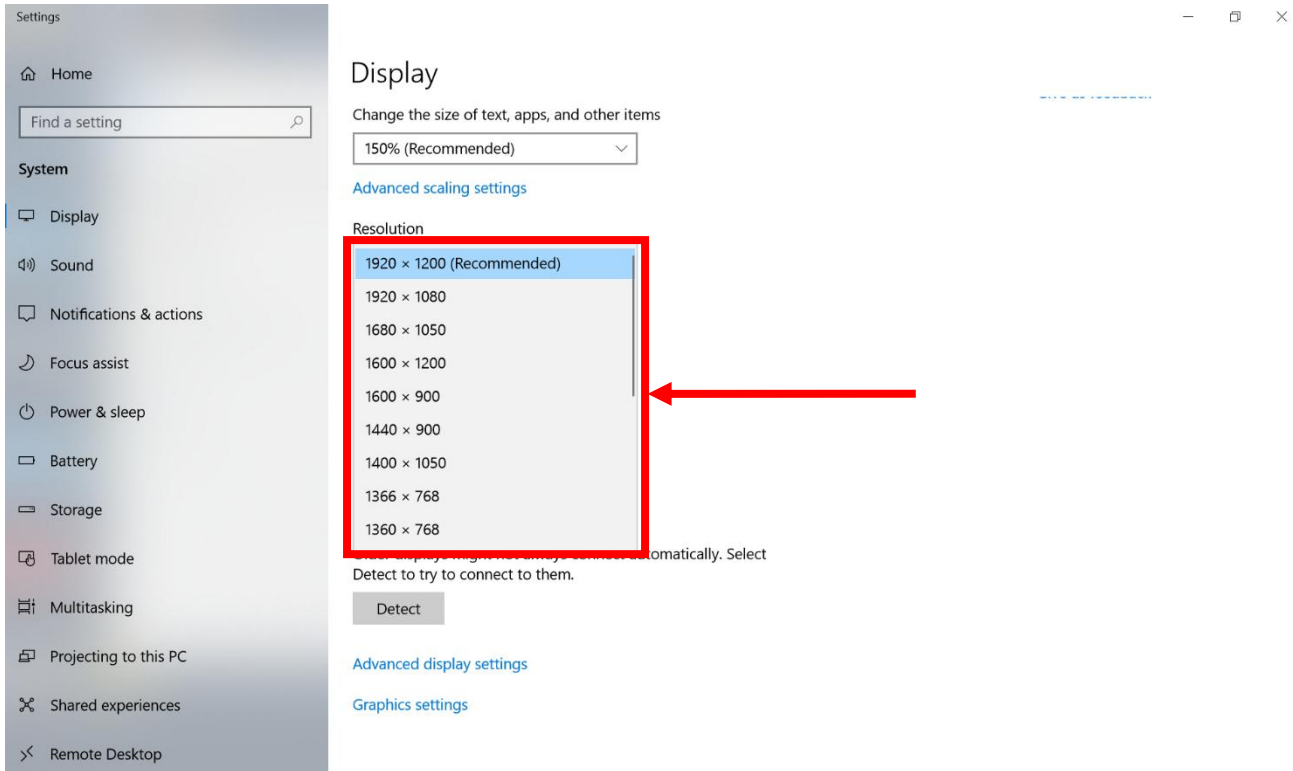 Settings
Home
Find a setting
System
Display
Sound
Notifications & actions
Focus assist
Power & sleep
Battery
Storage
Tablet mode
Multitasking
Projecting to this PC
Shared experiences
Remote Desktop
Display
Change the size of text, apps, and other items
150% (Recommended)
Advanced scaling settings
Resolution
1920 × 1200 (Recommended)
1920 × 1080
1680 × 1050
1600 × 1200
1600 × 900
1440 × 900
1400 × 1050
1366 × 768
1360 × 768
automatically. Select
Detect to try to connect to them.
Detect
Advanced display settings
Graphics settings